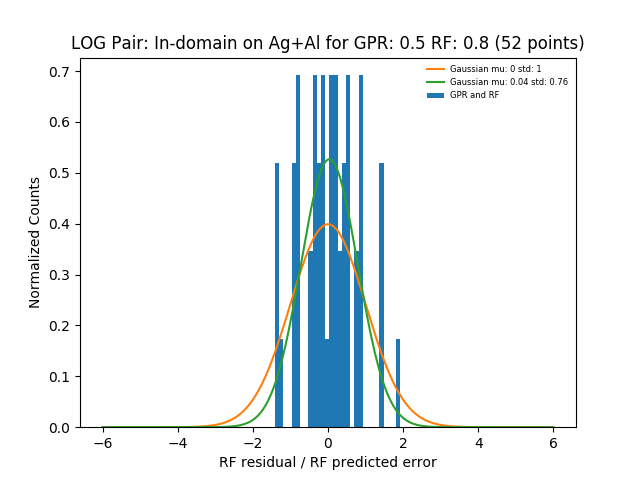 LOG Pair: In-domain on Ag+Al for GPR: 0.5 RF: 0.8 (52 points)
Gaussian mu: 0 std: 1
Gaussian mu: 0.04 std: 0.76
GPR and RF
0.7
0.6
0.5
0.4
0.3
0.2
0.1
0.0
Normalized Counts
−6 −4 −2 0 2 4 6
RF residual / RF predicted error